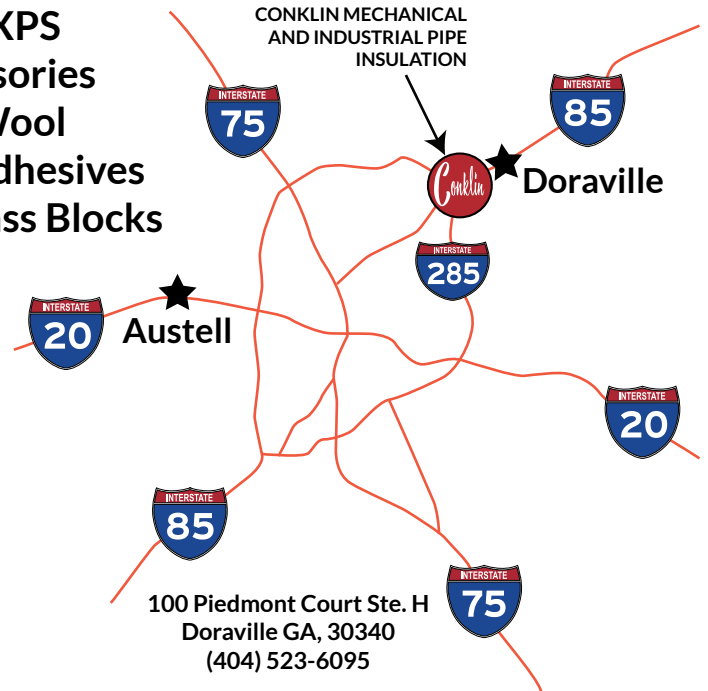 XPS
sories
Wool
dhesives
ass Blocks
CONKLIN MECHANICAL
AND INDUSTRIAL PIPE
INSULATION
INTERSTATE
75
INTERSTATE
85
Conklin
Doraville
INTERSTATE
285
INTERSTATE
20
Austell
INTERSTATE
20
INTERSTATE
85
INTERSTATE
75
100 Piedmont Court Ste. H
Doraville GA, 30340
(404) 523-6095